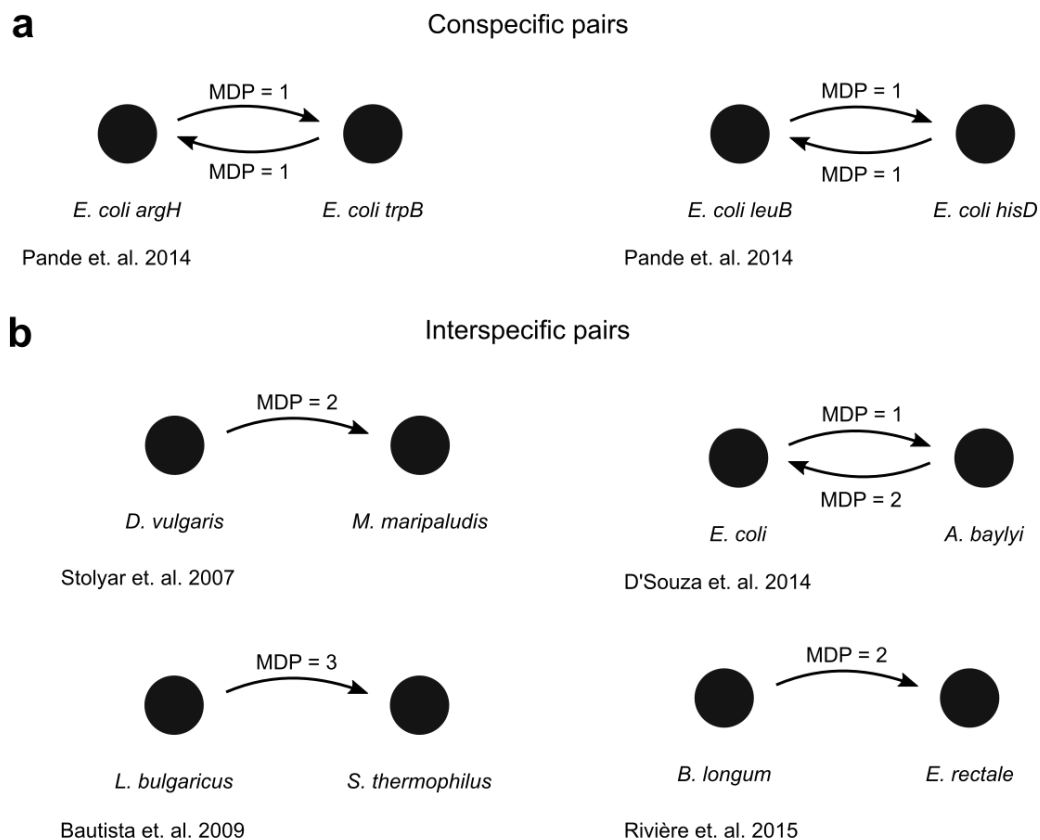 a
Conspecific pairs
MDP = 1
MDP = 1
E. coli argH
E. coli trpB
Pande et. al. 2014
MDP = 1
MDP = 1
E. coli leuB
E. coli hisD
Pande et. al. 2014
b
Interspecific pairs
MDP = 2
D. vulgaris
M. maripaludis
Stolyar et. al. 2007
MDP = 1
MDP = 2
E. coli
A. baylyi
D'Souza et. al. 2014
MDP = 3
L. bulgaricus
S. thermophilus
Bautista et. al. 2009
MDP = 2
B. longum
E. rectale
Rivière et. al. 2015